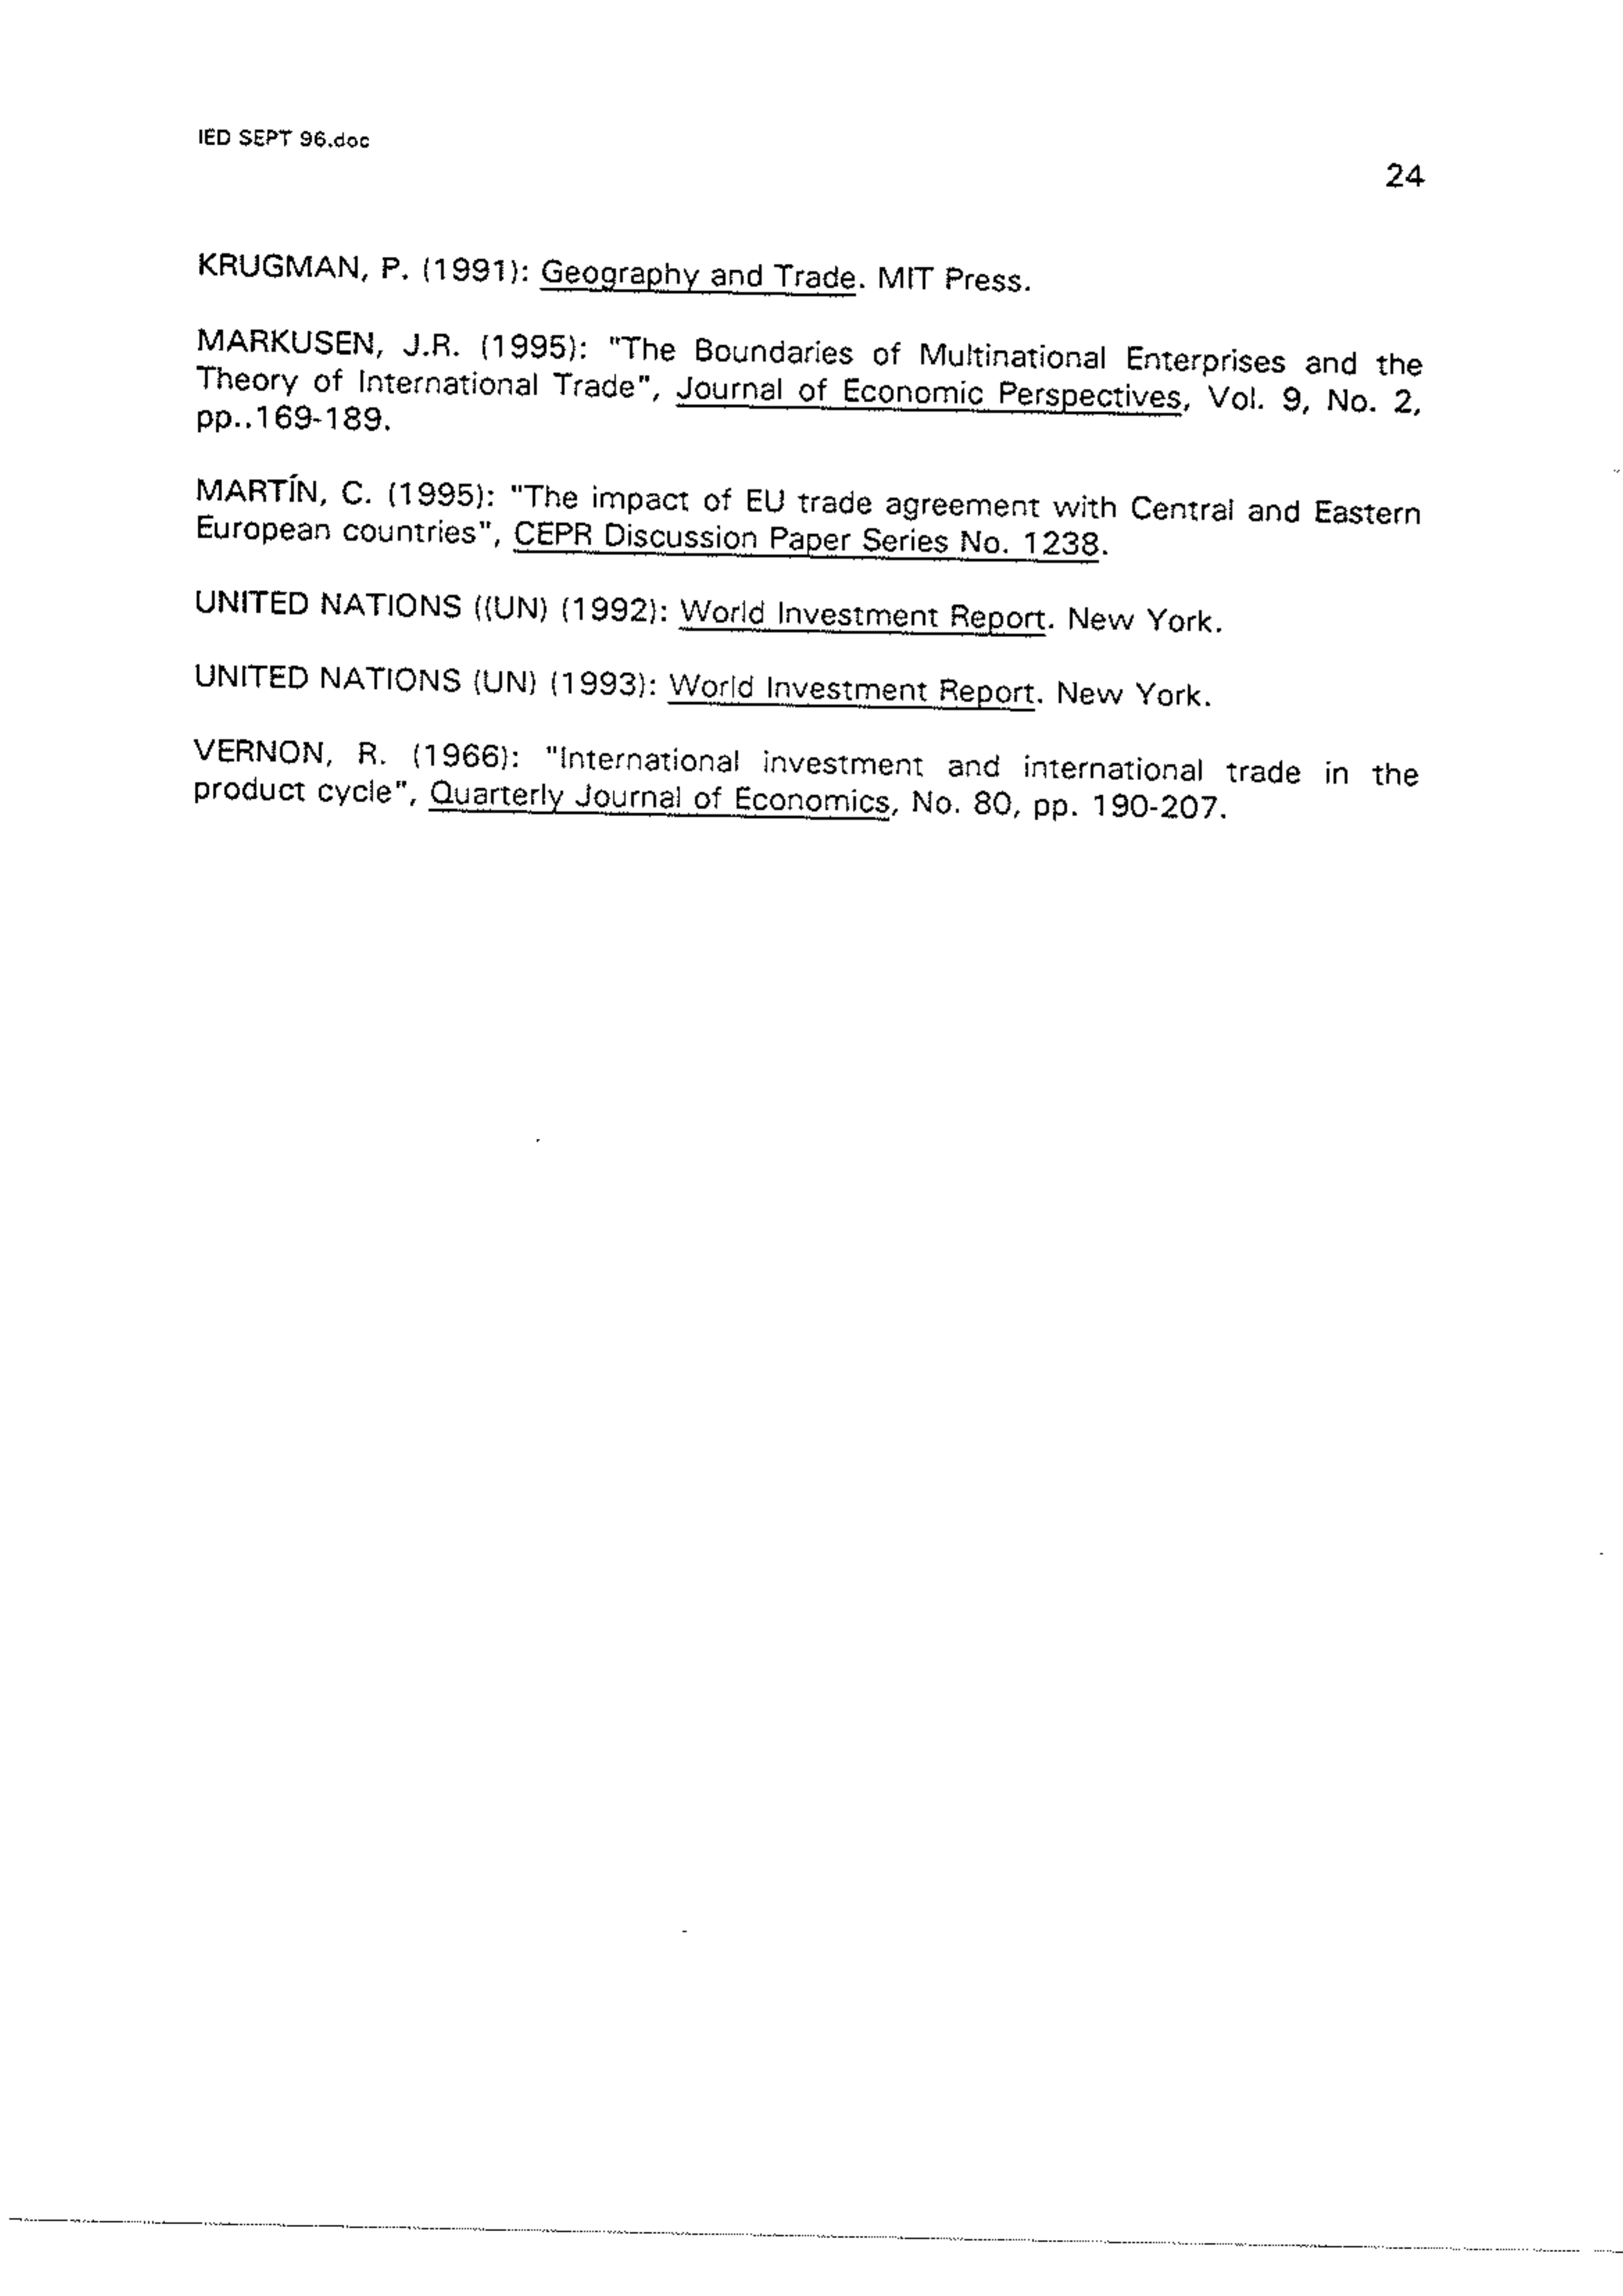 IED SEPT 96.doc
24
KRUGMAN, P. (1991): Geography and Trade. MIT Press.
MARKUSEN, J.R. (1995): "The Boundaries of Multinational Enterprises and the
Theory of International Trade", Journal of Economic Perspectives, Vol. 9, No. 2,
pp..169-189.
MARTÍN, C. (1995): "The impact of EU trade agreement with Central and Eastern
European countries", CEPR Discussion Paper Series No. 1238.
UNITED NATIONS ((UN) (1992): World Investment Report. New York.
UNITED NATIONS (UN) (1993): World Investment Report. New York.
VERNON, R. (1966): "International investment and international trade in the
product cycle", Quarterly Journal of Economics, No. 80, pp. 190-207.